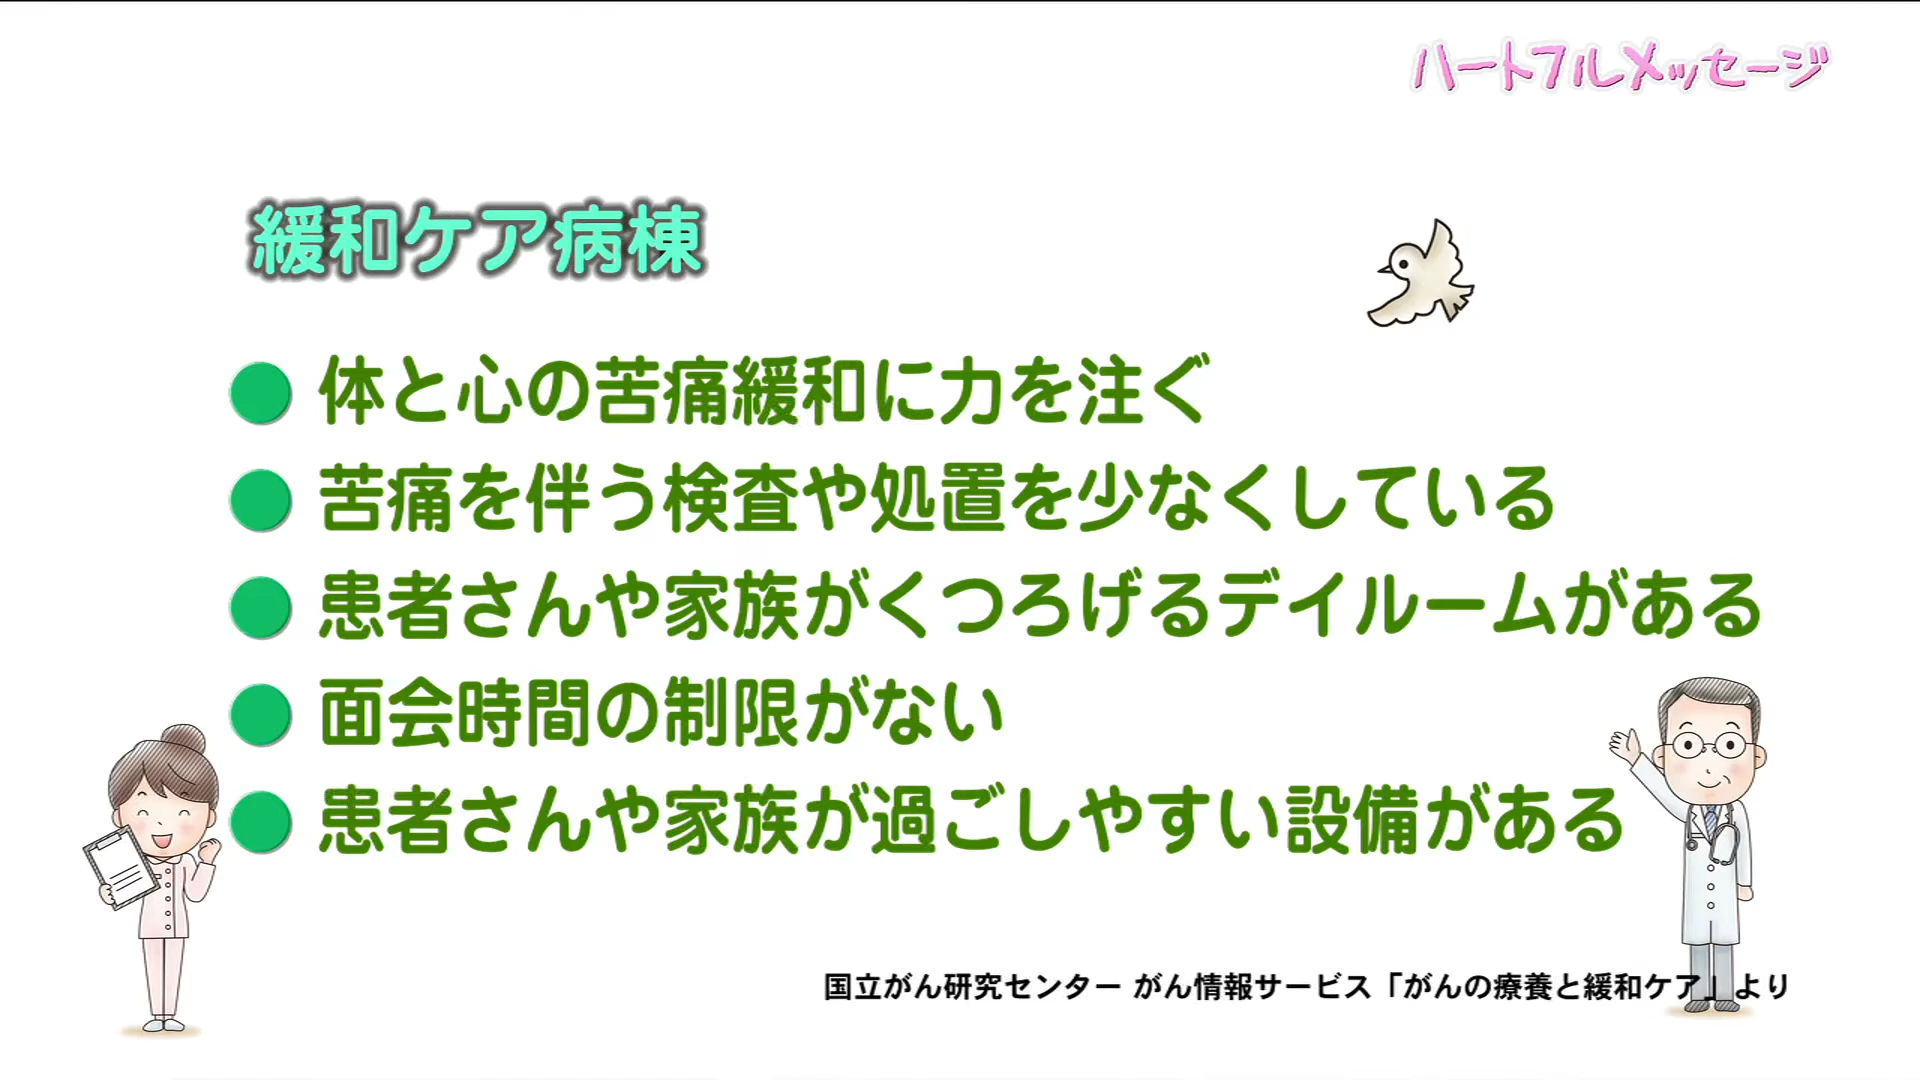 ハートフルメッセージ
緩和ケア病棟
● 体と心の苦痛緩和に力を注ぐ
● 苦痛を伴う検査や処置を少なくしている
● 患者さんや家族がくつろげるデイルームがある
● 面会時間の制限がない
● 患者さんや家族が過ごしやすい設備がある
国立がん研究センター がん情報サービス「がんの療養と緩和ケア」より